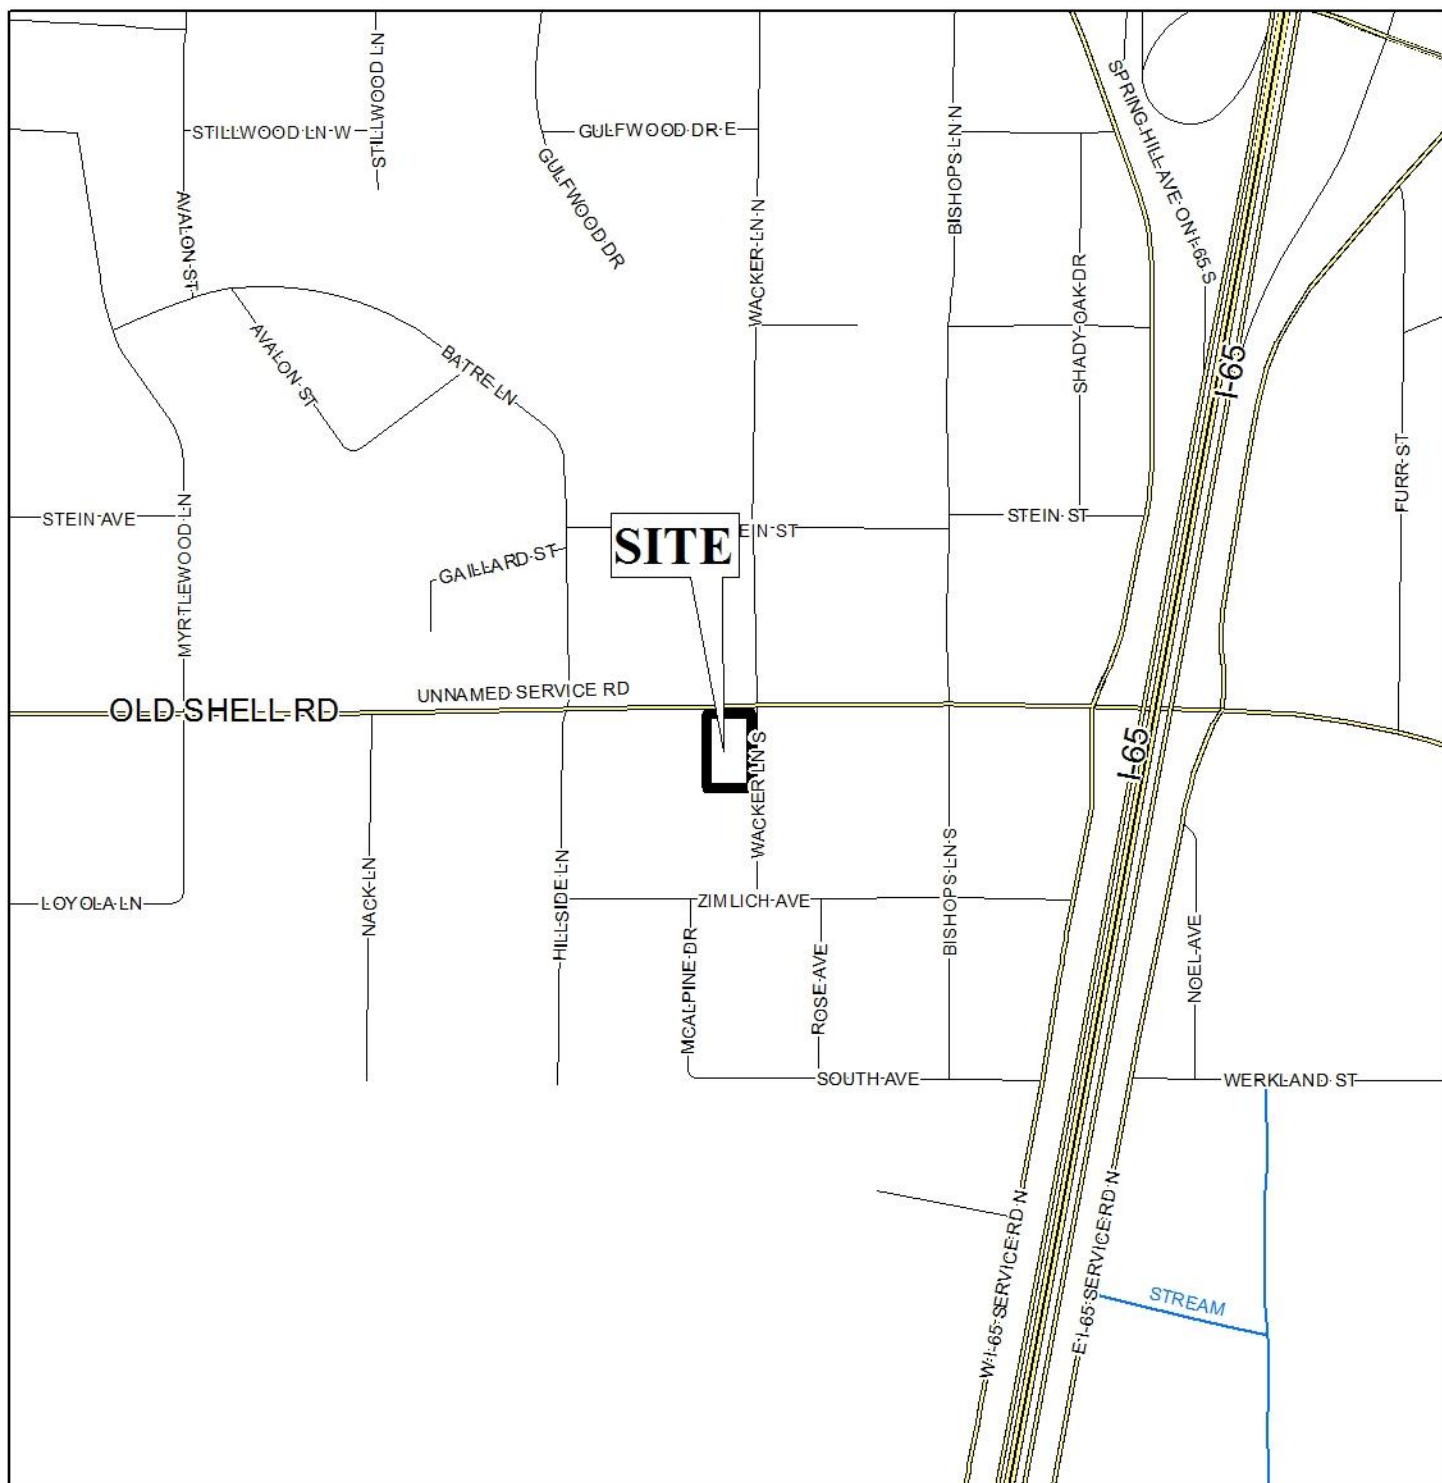 STILLWOOD LN
STILLWOOD LN W
GULFWOOD DR E
GULFWOOD DR
AVALON ST
WACKER LN N
BISHOPS LN N
SPRING HILL AVE ON I-65 S
SHADY OAK DR
AVALON ST
BATRE LN
I-65
FURR ST
STEIN AVE
MYRTLEWOOD LN
GAILLARD ST
SITE
EIN ST
STEIN ST
OLD SHELL RD
UNNAMED SERVICE RD
WACKER LN S
I-65
LOYOLA LN
NACK LN
HILLSIDE LN
ZIMLICH AVE
BISHOPS LN S
MCALPINE DR
ROSE AVE
NOEL AVE
SOUTH AVE
WERKLAND ST
W I-65 SERVICE RD N
E I-65 SERVICE RD N
STREAM